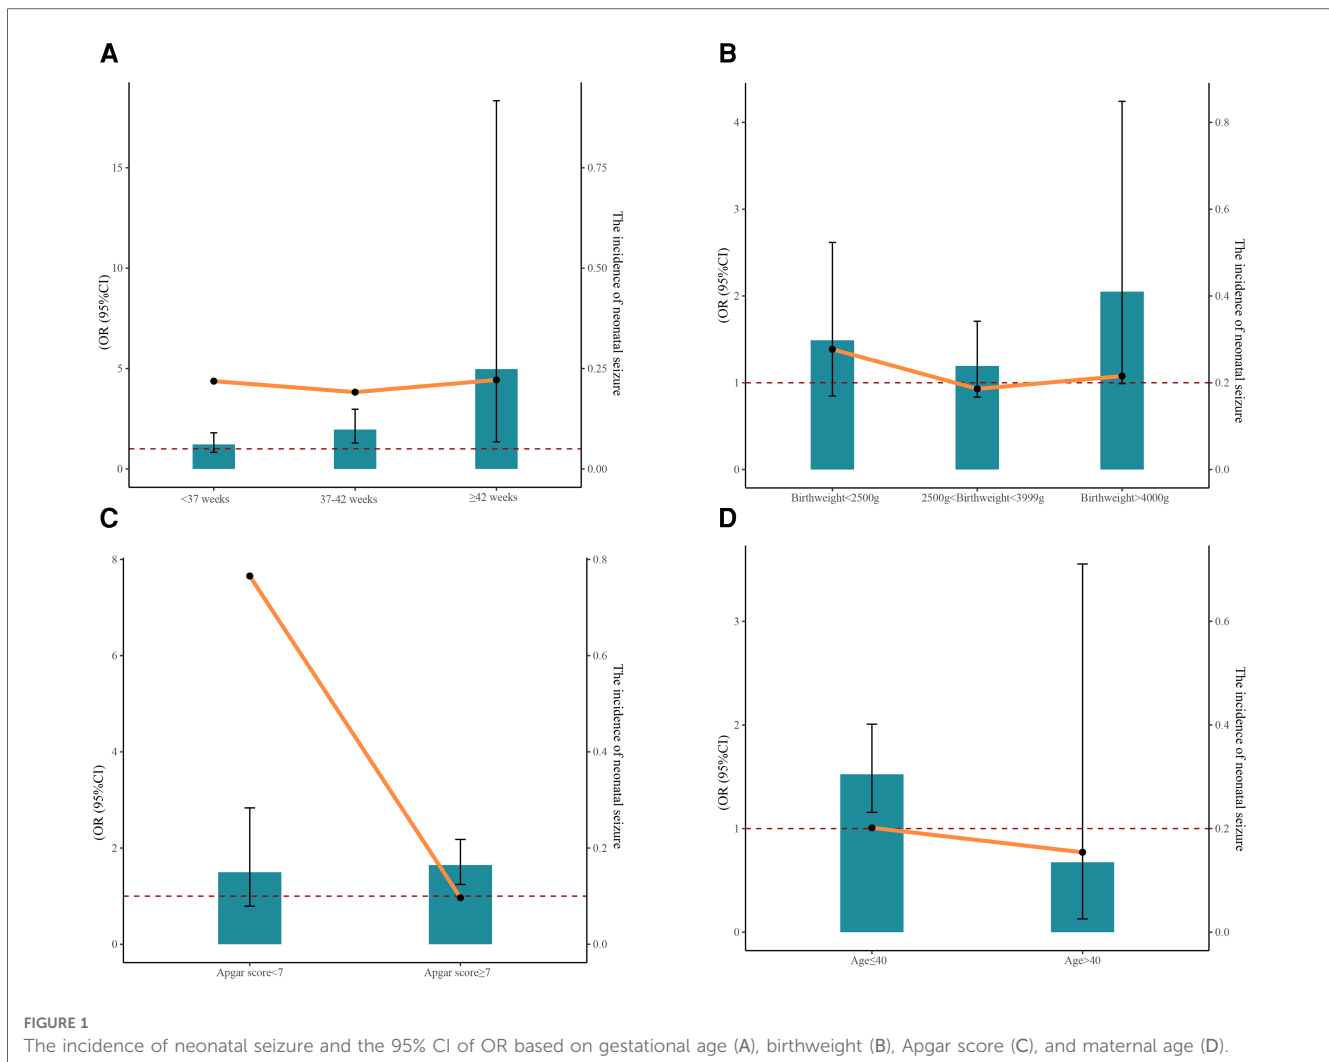 A
15
10
5
0
(OR (95%CI)
0.75
0.50
0.25
0.00
The incidence of neonatal seizure
<37 weeks
37-42 weeks
≥42 weeks
B
4
3
2
1
0
(OR (95%CI)
0.8
0.6
0.4
0.2
0.0
The incidence of neonatal seizure
Birthweight<2500g
2500g<Birthweight<3999g
Birthweight>4000g
C
8
6
4
2
0
(OR (95%CI)
0.8
0.6
0.4
0.2
0.0
The incidence of neonatal seizure
Apgar score<7
Apgar score≥7
D
3
2
1
0
(OR (95%CI)
0.6
0.4
0.2
0.0
The incidence of neonatal seizure
Age≤40
Age>40
FIGURE 1
The incidence of neonatal seizure and the 95% CI of OR based on gestational age (A), birthweight (B), Apgar score (C), and maternal age (D).